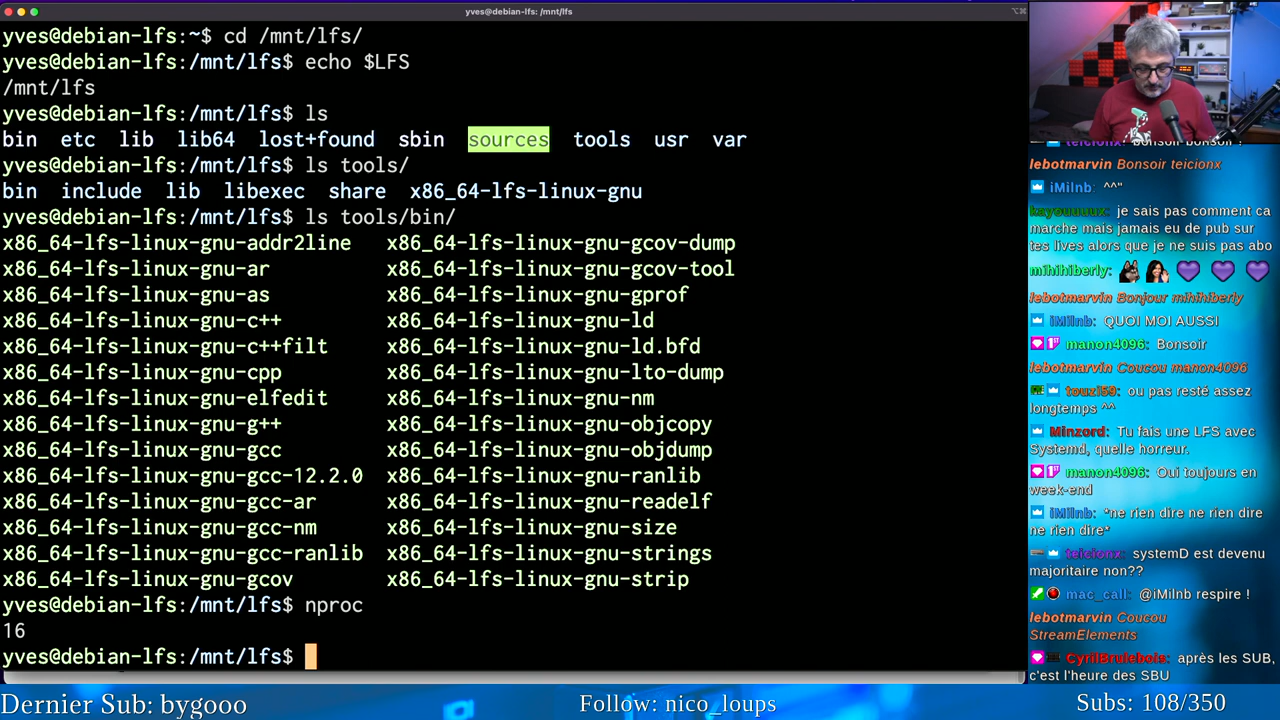 yves@debian-lfs: /mnt/lfs
yves@debian-lfs:~$ cd /mnt/lfs/
yves@debian-lfs:/mnt/lfs$ echo $LFS
/mnt/lfs
yves@debian-lfs:/mnt/lfs$ ls
bin etc lib lib64 lost+found sbin sources tools usr var
yves@debian-lfs:/mnt/lfs$ ls tools/
bin include lib libexec share x86_64-lfs-linux-gnu
yves@debian-lfs:/mnt/lfs$ ls tools/bin/
x86_64-lfs-linux-gnu-addr2line x86_64-lfs-linux-gnu-gcov-dump
x86_64-lfs-linux-gnu-ar x86_64-lfs-linux-gnu-gcov-tool
x86_64-lfs-linux-gnu-as x86_64-lfs-linux-gnu-gprof
x86_64-lfs-linux-gnu-c++ x86_64-lfs-linux-gnu-ld
x86_64-lfs-linux-gnu-c++filt x86_64-lfs-linux-gnu-ld.bfd
x86_64-lfs-linux-gnu-cpp x86_64-lfs-linux-gnu-lto-dump
x86_64-lfs-linux-gnu-elfedit x86_64-lfs-linux-gnu-nm
x86_64-lfs-linux-gnu-g++ x86_64-lfs-linux-gnu-objcopy
x86_64-lfs-linux-gnu-gcc x86_64-lfs-linux-gnu-objdump
x86_64-lfs-linux-gnu-gcc-12.2.0 x86_64-lfs-linux-gnu-ranlib
x86_64-lfs-linux-gnu-gcc-ar x86_64-lfs-linux-gnu-readelf
x86_64-lfs-linux-gnu-gcc-nm x86_64-lfs-linux-gnu-size
x86_64-lfs-linux-gnu-gcc-ranlib x86_64-lfs-linux-gnu-strings
x86_64-lfs-linux-gnu-gcov x86_64-lfs-linux-gnu-strip
yves@debian-lfs:/mnt/lfs$ nproc
16
yves@debian-lfs:/mnt/lfs$
teicionx: bonsoir bonsoir !
lebotmarvin Bonsoir teicionx
iMilnb: ^^"
kayouuuux: je sais pas comment ca
marche mais jamais eu de pub sur
tes lives alors que je ne suis pas abo
mihihiberly:
lebotmarvin Bonjour mihihiberly
iMilnb: QUOI MOI AUSSI
manon4096: Bonsoir
lebotmarvin Coucou manon4096
touzi59: ou pas resté assez
longtemps ^^
Minzord: Tu fais une LFS avec
Systemd, quelle horreur.
manon4096: Oui toujours en
week-end
iMilnb: *ne rien dire ne rien dire
ne rien dire*
teicionx: systemD est devenu
majoritaire non??
mac_call: @iMilnb respire !
lebotmarvin Coucou
StreamElements
CyrilBrulebois: après les SUB,
c'est l'heure des SBU
Dernier Sub: bygooo
Follow: nico_loups
Subs: 108/350